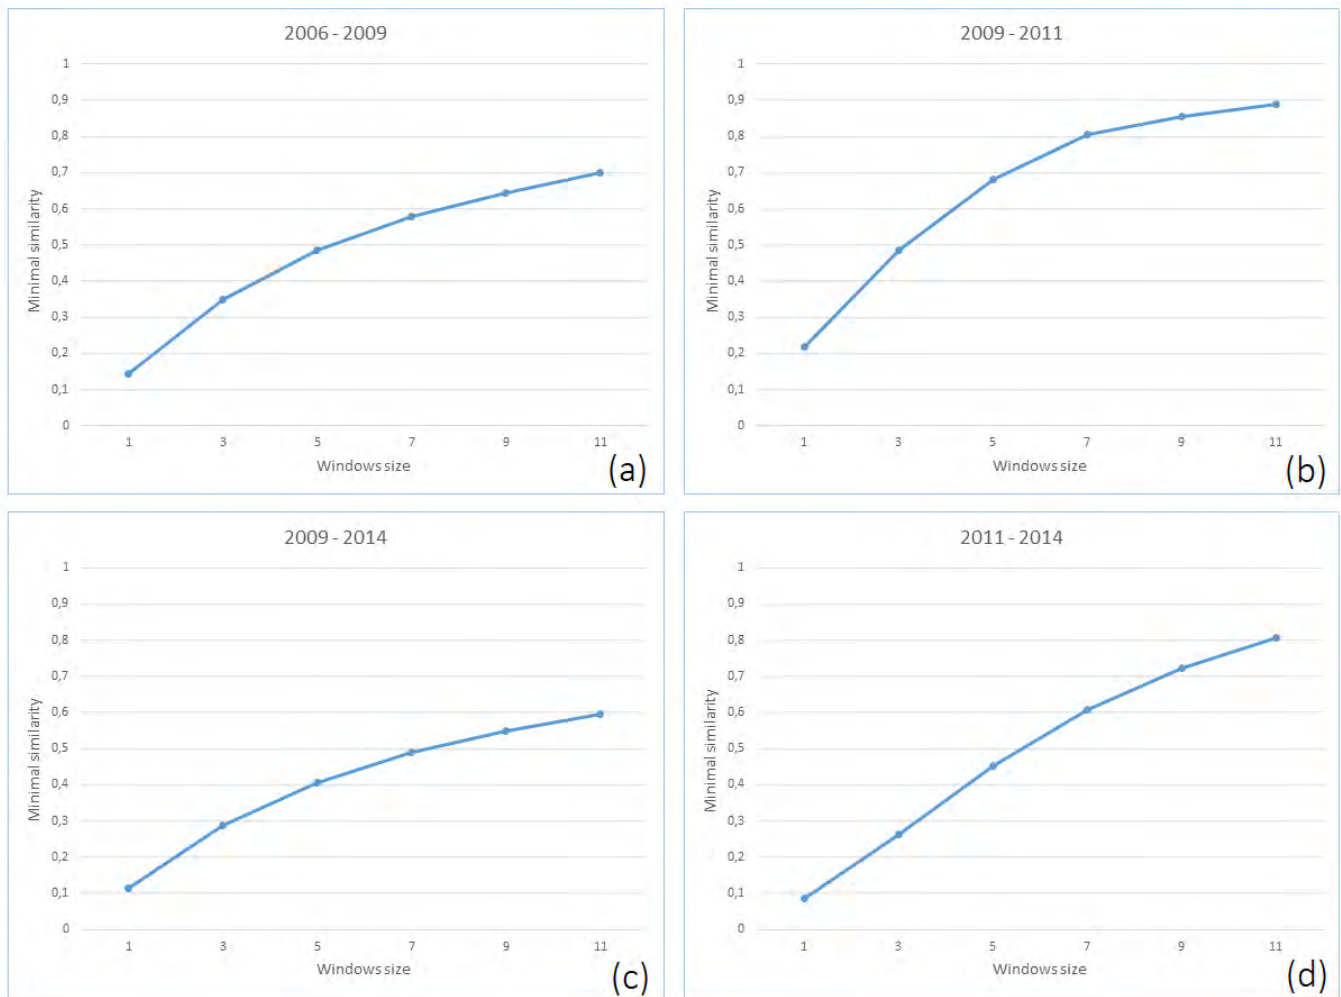 2006 - 2009
1
0,9
0,8
0,7
0,6
0,5
0,4
0,3
0,2
0,1
0
Minimal similarity
1 3 5 7 9 11
Windows size
(a)
2009 - 2011
1
0,9
0,8
0,7
0,6
0,5
0,4
0,3
0,2
0,1
0
Minimal similarity
1 3 5 7 9 11
Windows size
(b)
2009 - 2014
1
0,9
0,8
0,7
0,6
0,5
0,4
0,3
0,2
0,1
0
Minimal similarity
1 3 5 7 9 11
Windows size
(c)
2011 - 2014
1
0,9
0,8
0,7
0,6
0,5
0,4
0,3
0,2
0,1
0
Minimal similarity
1 3 5 7 9 11
Windows size
(d)